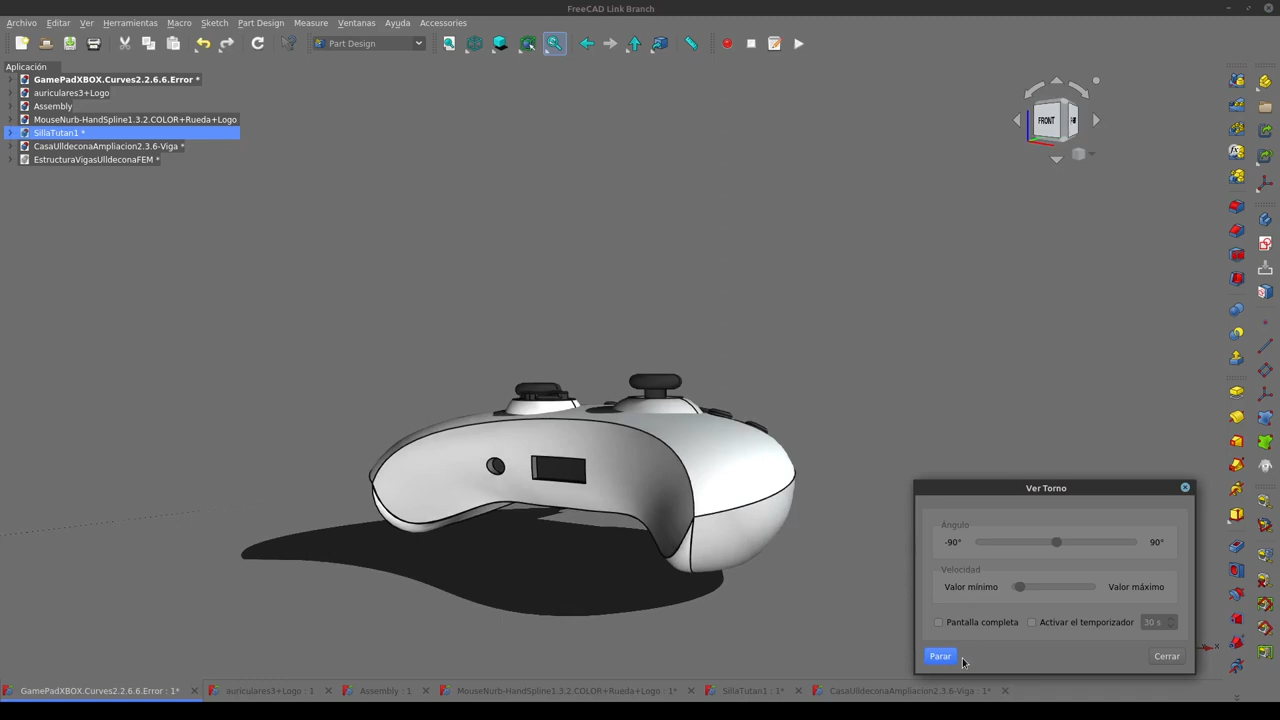 FreeCAD Link Branch
Archivo Editar Ver Herramientas Macro Sketch Part Design Measure Ventanas Ayuda Accessories
Part Design
Aplicación
GamePadXBOX.Curves2.2.6.6.Error *
auriculares3+Logo
Assembly
MouseNurb-HandSpline1.3.2.COLOR+Rueda+Logo
SillaTutan1 *
CasaUlldeconaAmpliacion2.3.6-Viga *
EstructuraVigasUlldeconaFEM *
FRONT
Ver Torno
Ángulo
-90° 90°
Velocidad
Valor mínimo Valor máximo
Pantalla completa Activar el temporizador 30 s
Parar Cerrar
GamePadXBOX.Curves2.2.6.6.Error : 1* auriculares3+Logo : 1 Assembly : 1 MouseNurb-HandSpline1.3.2.COLOR+Rueda+Logo : 1* SillaTutan1 : 1* CasaUlldeconaAmpliacion2.3.6-Viga : 1*